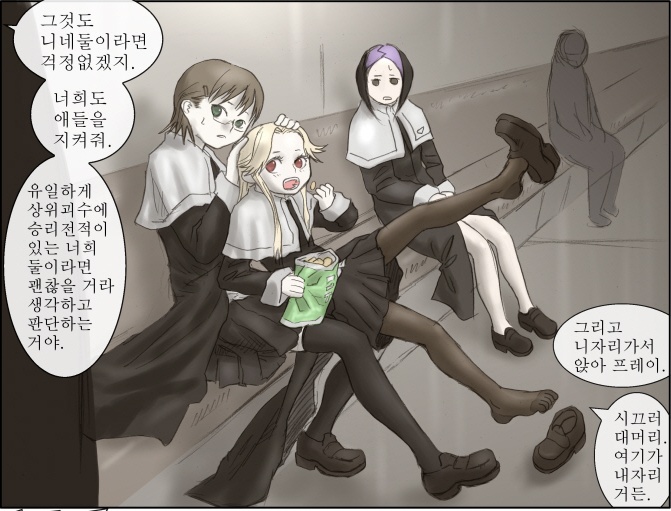 그것도
니네둘이라면
걱정없겠지.
너희도
애들을
지켜줘.
유일하게
상위괴수에
승리전적이
있는 너희
둘이라면
괜찮을 거라
생각하고
판단하는
거야.
그리고
니자리가서
앉아 프레이.
시끄러
대머리.
여기가
내자리
거든.